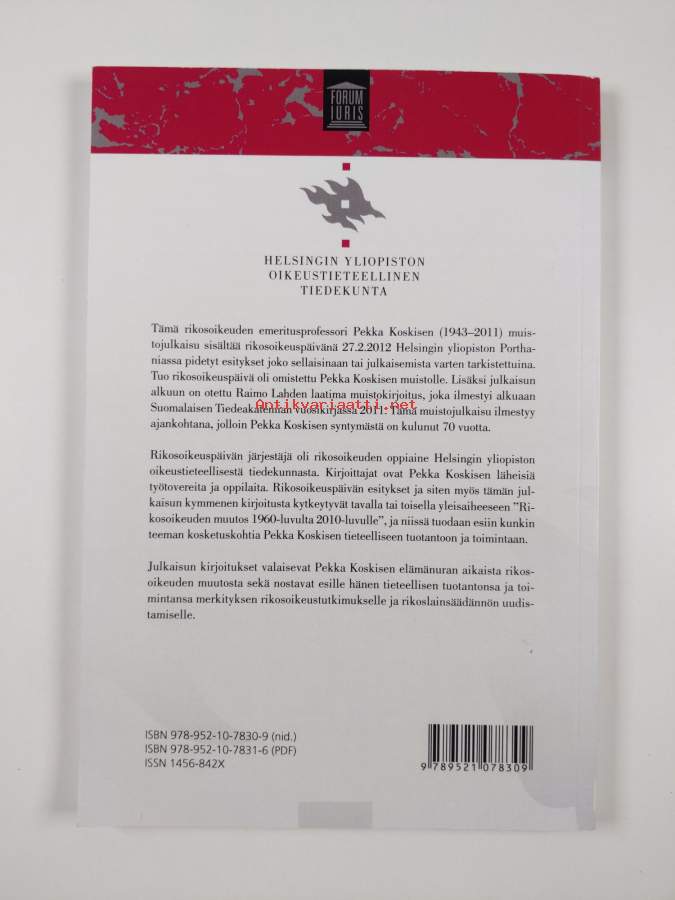 FORUM
IURIS
HELSINGIN YLIOPISTON
OIKEUSTIETEELLINEN
TIEDEKUNTA
Tämä rikosoikeuden emeritusprofessori Pekka Koskisen (1943–2011) muis-
tojulkaisu sisältää rikosoikeuspäivänä 27.2.2012 Helsingin yliopiston Portha-
niassa pidetyt esitykset joko sellaisinaan tai julkaisemista varten tarkistettuina.
Tuo rikosoikeuspäivä oli omistettu Pekka Koskisen muistolle. Lisäksi julkaisun
alkuun on otettu Raimo Lahden laatima muistokirjoitus, joka ilmestyi alkuaan
Antikvariaatti.net
Suomalaisen Tiedeakatemian vuosikirjassa 2011. Tämä muistojulkaisu ilmestyy
ajankohtana, jolloin Pekka Koskisen syntymästä on kulunut 70 vuotta.
Rikosoikeuspäivän järjestäjä oli rikosoikeuden oppiaine Helsingin yliopiston
oikeustieteellisestä tiedekunnasta. Kirjoittajat ovat Pekka Koskisen läheisiä
työtovereita ja oppilaita. Rikosoikeuspäivän esitykset ja siten myös tämän jul-
kaisun kymmenen kirjoitusta kytkeytyvät tavalla tai toisella yleisaiheeseen ”Ri-
kosoikeuden muutos 1960-luvulta 2010-luvulle”, ja niissä tuodaan esiin kunkin
teeman kosketuskohtia Pekka Koskisen tieteelliseen tuotantoon ja toimintaan.
Julkaisun kirjoitukset valaisevat Pekka Koskisen elämänuran aikaista rikos-
oikeuden muutosta sekä nostavat esille hänen tieteellisen tuotantonsa ja toi-
mintansa merkityksen rikosoikeustutkimukselle ja rikoslainsäädännön uudis-
tamiselle.
ISBN 978-952-10-7830-9 (nid.)
ISBN 978-952-10-7831-6 (PDF)
ISSN 1456-842X
9 789521 078309